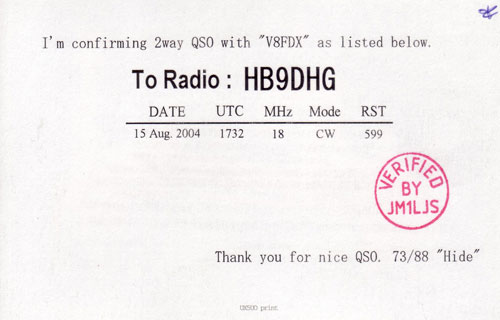 I'm confirming 2way QSO with "V8FDX" as listed below.
To Radio : HB9DHG
DATE UTC MHz Mode RST
15 Aug. 2004 1732 18 CW 599
VERIFIED
BY
JM1LJS
Thank you for nice QSO. 73/88 "Hide"
print